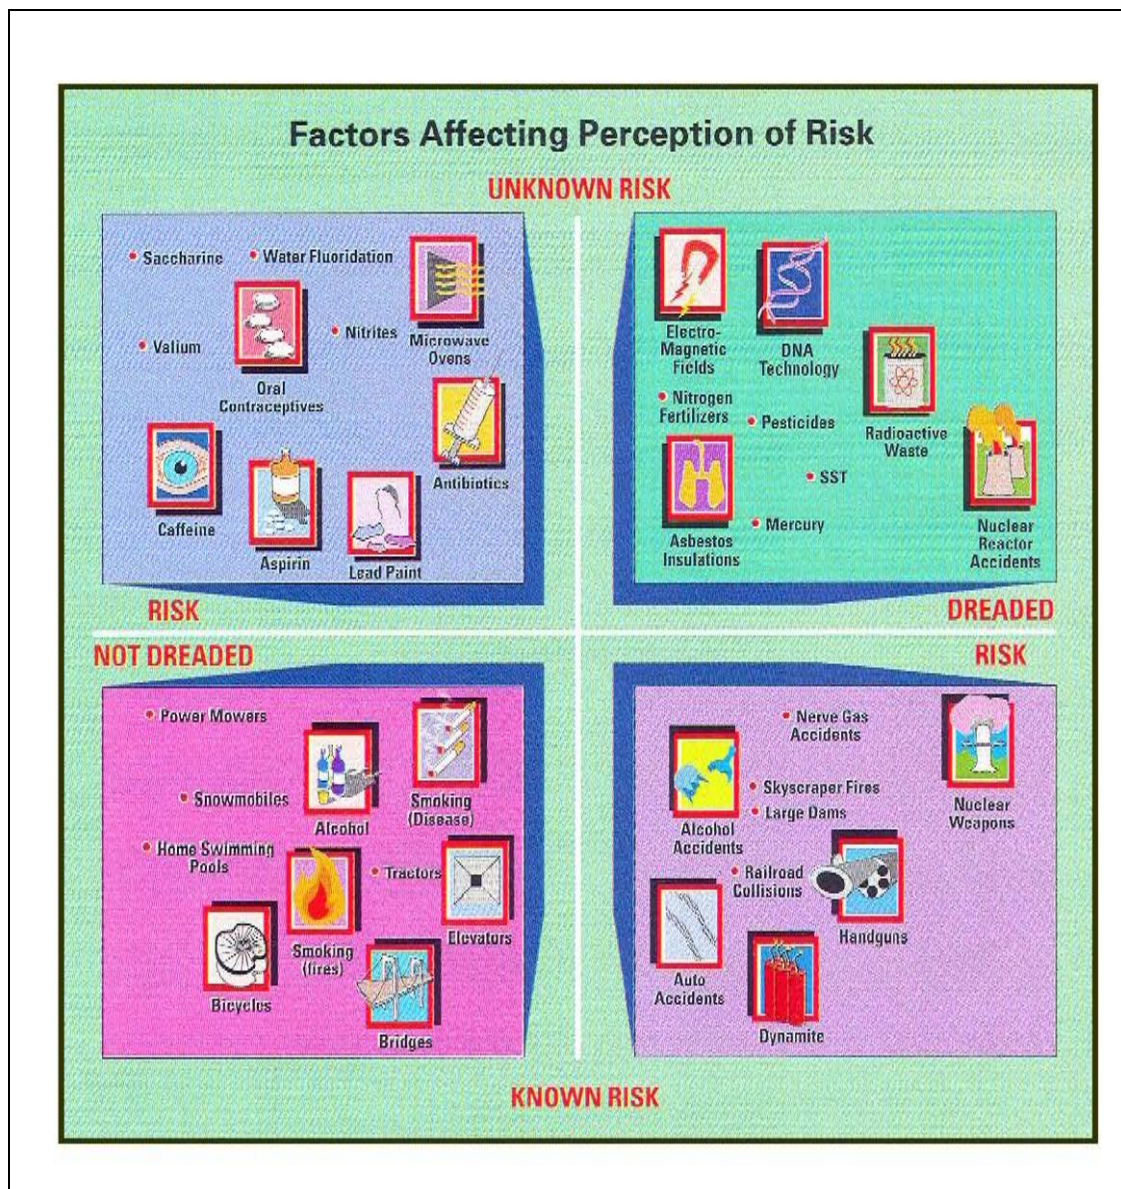 Factors Affecting Perception of Risk
UNKNOWN RISK
• Saccharine
• Water Fluoridation
• Nitrites
Microwave
Ovens
• Valium
Oral
Contraceptives
Antibiotics
Caffeine
Aspirin
Lead Paint
Electro-
Magnetic
Fields
DNA
Technology
• Nitrogen
Fertilizers
• Pesticides
Radioactive
Waste
• SST
Asbestos
Insulations
• Mercury
Nuclear
Reactor
Accidents
RISK
NOT DREADED
DREADED
RISK
• Power Mowers
• Snowmobiles
Alcohol
Smoking
(Disease)
• Home Swimming
Pools
• Tractors
Elevators
Smoking
(fires)
Bicycles
Bridges
• Nerve Gas
Accidents
Nuclear
Weapons
• Skyscraper Fires
• Large Dams
Alcohol
Accidents
• Railroad
Collisions
Handguns
Auto
Accidents
Dynamite
KNOWN RISK